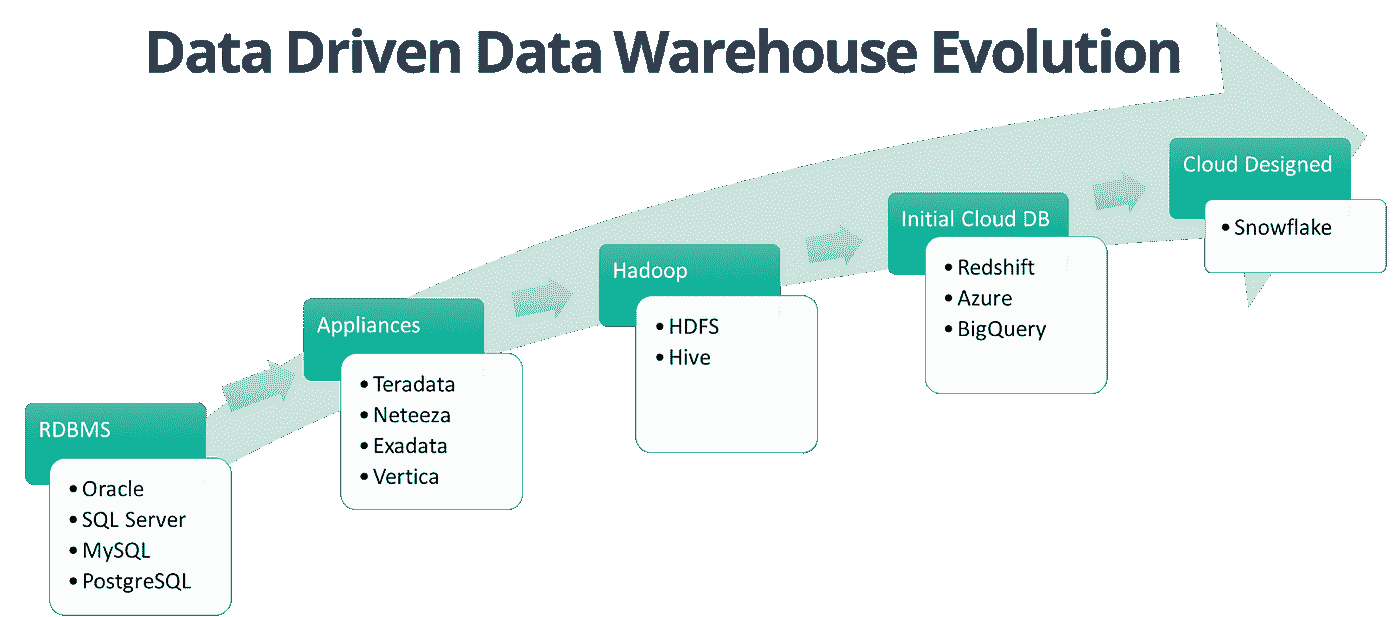 Data Driven Data Warehouse Evolution
RDBMS
• Oracle
• SQL Server
• MySQL
• PostgreSQL
Appliances
• Teradata
• Neteeza
• Exadata
• Vertica
Hadoop
• HDFS
• Hive
Initial Cloud DB
• Redshift
• Azure
• BigQuery
Cloud Designed
• Snowflake